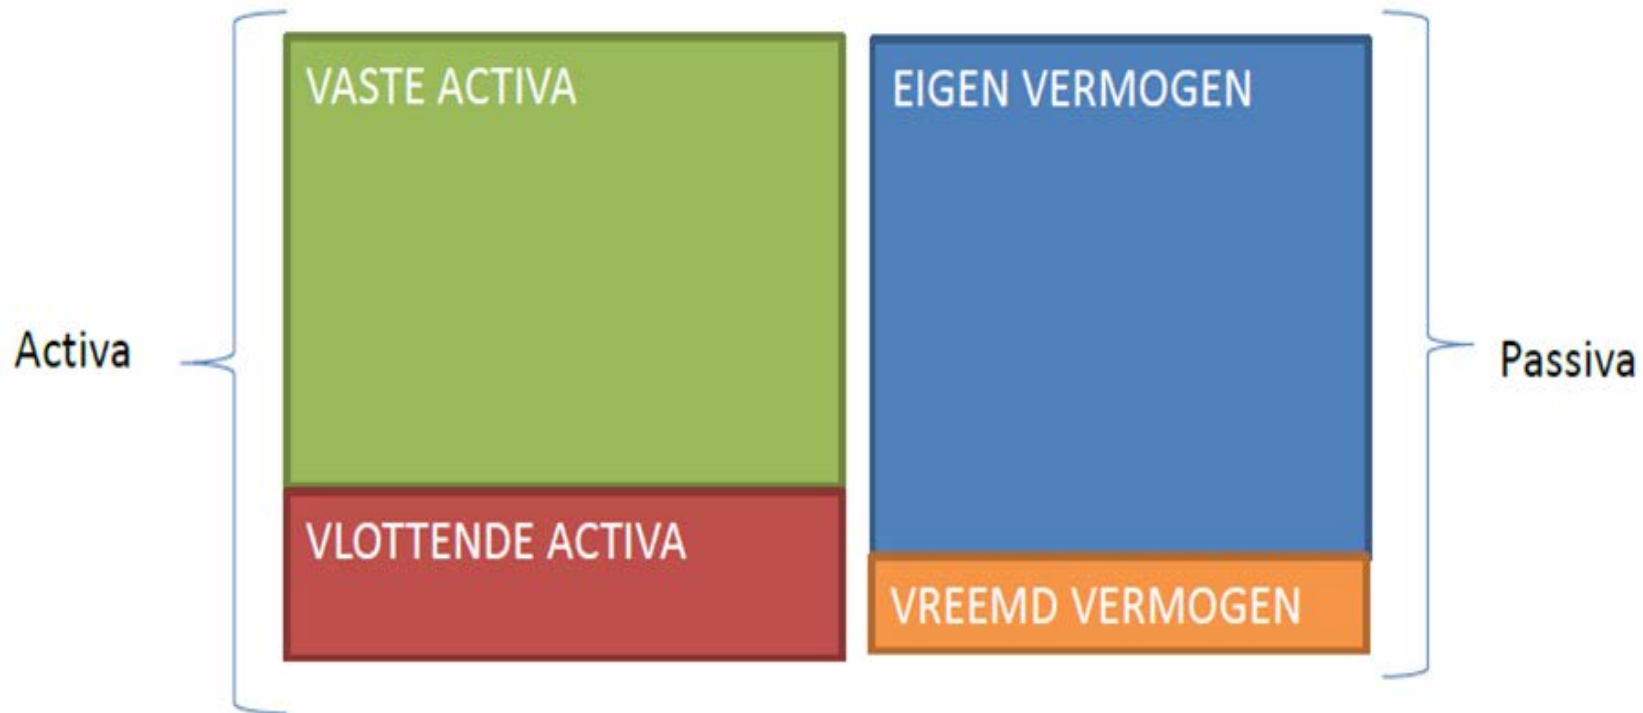 VASTE ACTIVA
EIGEN VERMOGEN
Activa
Passiva
VLOTTENDE ACTIVA
VREEMD VERMOGEN